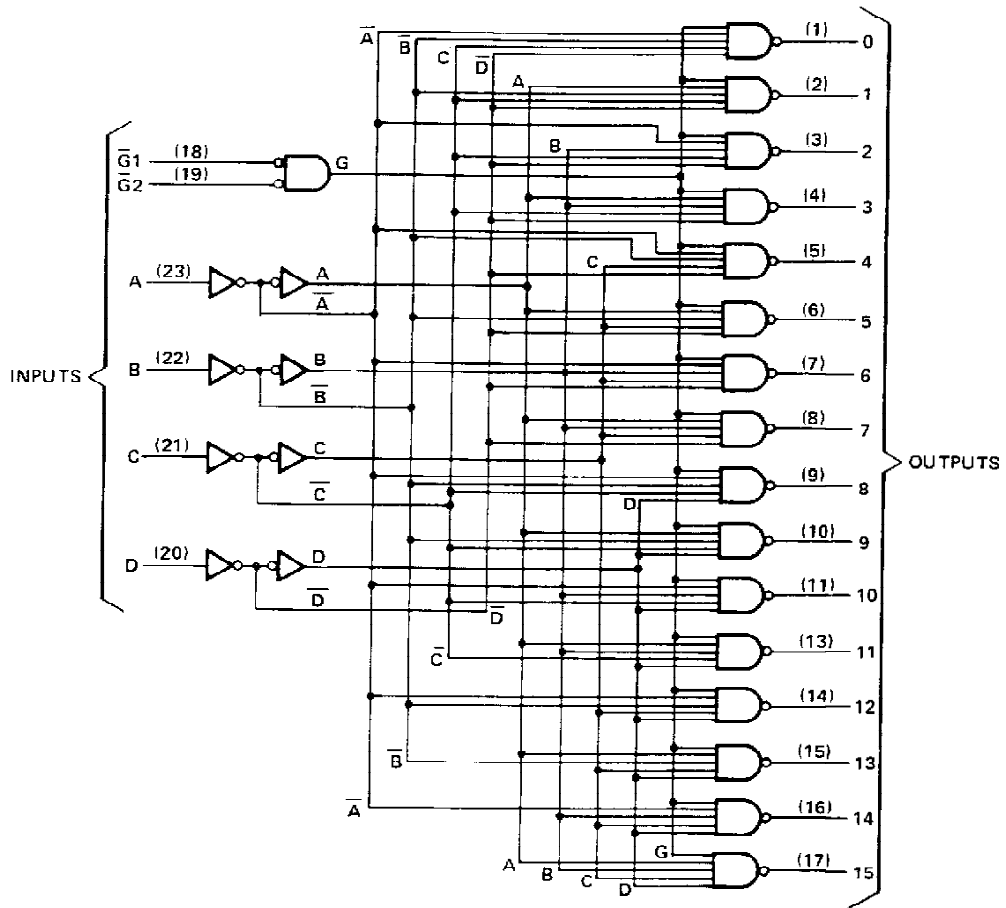 A̅
B̅
C
D̅
(1)
0
A
(2)
1
B
(3)
2
G̅1
(18)
G̅2
(19)
G
(4)
3
C
(5)
4
A
(23)
A
A̅
(6)
5
B
(22)
B
B̅
(7)
6
INPUTS
(8)
7
C
(21)
C
C̅
(9)
8
OUTPUTS
D
(10)
9
D
(20)
D
D̅
(11)
10
D̅
C̅
(13)
11
(14)
12
B̅
(15)
13
A̅
(16)
14
G
A
B
C
D
(17)
15